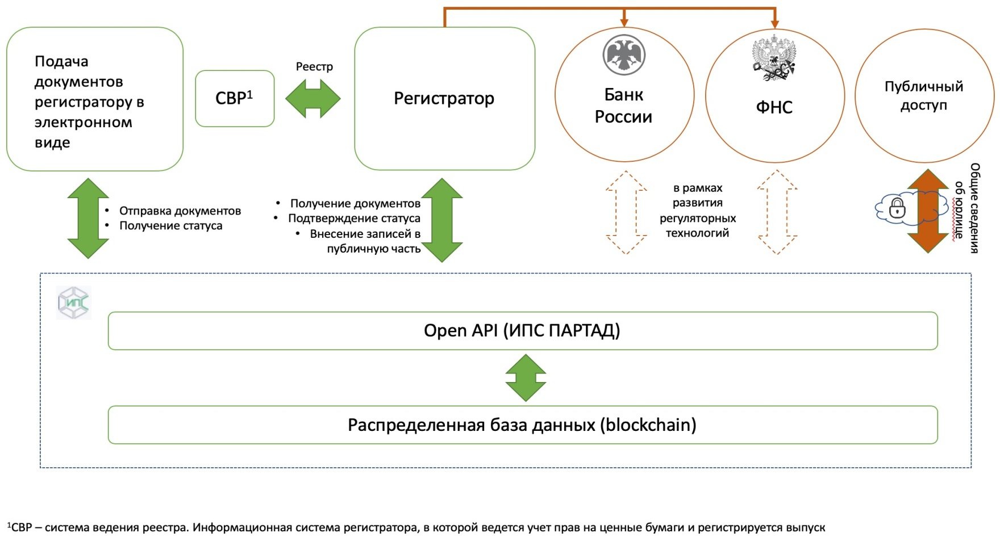 Подача
документов
регистратору в
электронном
виде
СВР¹
Реестр
Регистратор
Банк
России
ФНС
Публичный
доступ
• Отправка документов
• Получение статуса
• Получение документов
• Подтверждение статуса
• Внесение записей в
публичную часть
в рамках
развития
регуляторных
технологий
Общие сведения
об юрлице
ИПС
Open API (ИПС ПАРТАД)
Распределенная база данных (blockchain)
¹СВР – система ведения реестра. Информационная система регистратора, в которой ведется учет прав на ценные бумаги и регистрируется выпуск